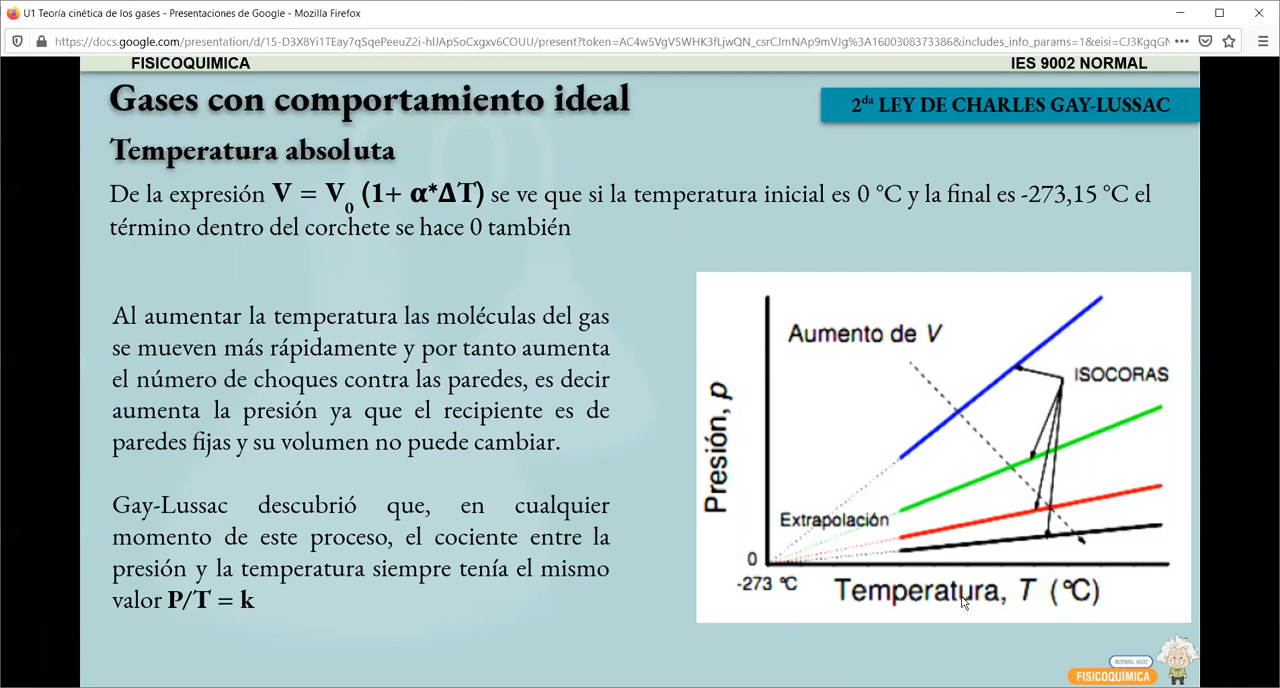 U1 Teoría cinética de los gases - Presentaciones de Google - Mozilla Firefox
FISICOQUIMICA
IES 9002 NORMAL
Gases con comportamiento ideal
2da LEY DE CHARLES GAY-LUSSAC
Temperatura absoluta
De la expresión V = V0 (1+ α*ΔT) se ve que si la temperatura inicial es 0 °C y la final es -273,15 °C el
término dentro del corchete se hace 0 también
Al aumentar la temperatura las moléculas del gas
se mueven más rápidamente y por tanto aumenta
el número de choques contra las paredes, es decir
aumenta la presión ya que el recipiente es de
paredes fijas y su volumen no puede cambiar.
Gay-Lussac descubrió que, en cualquier
momento de este proceso, el cociente entre la
presión y la temperatura siempre tenía el mismo
valor P/T = k
Aumento de V
ISOCORAS
Presión, p
Extrapolación
0
-273 ºC
Temperatura, T (ºC)
NORMAL 9002
FISICOQUÍMICA